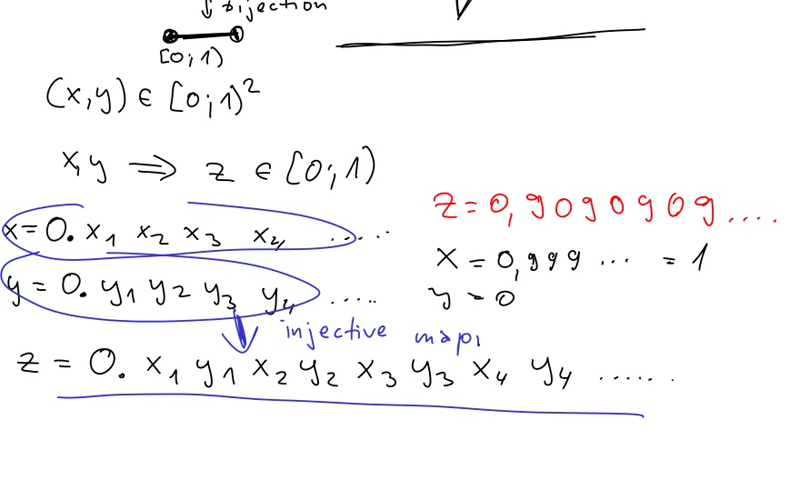 ↓ bijection
[0;1)
(x,y) ∈ [0;1)²
x,y ⟹ z ∈ [0;1)
z = 0,9090909....
x = 0. x₁ x₂ x₃ x₄ .....
x = 0,999 ... = 1
y = 0. y₁ y₂ y₃ y₄ .....
y = 0
injective map
z = 0. x₁ y₁ x₂ y₂ x₃ y₃ x₄ y₄ ......